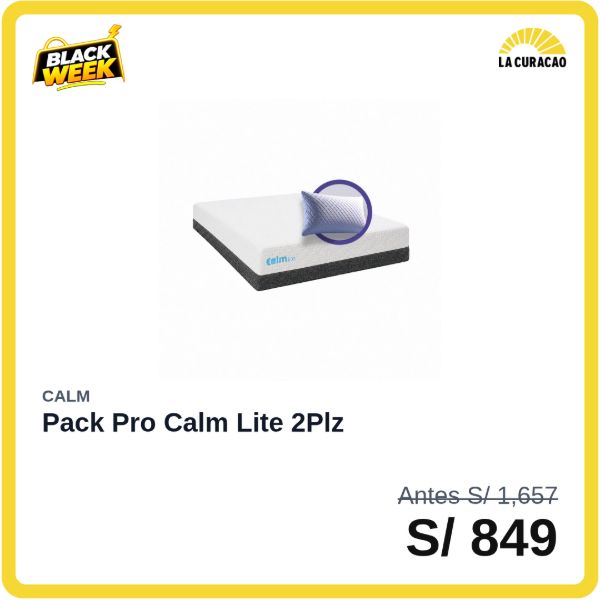 BLACK
WEEK
LA CURACAO
Calm
CALM
Pack Pro Calm Lite 2Plz
Antes S/ 1,657
S/ 849